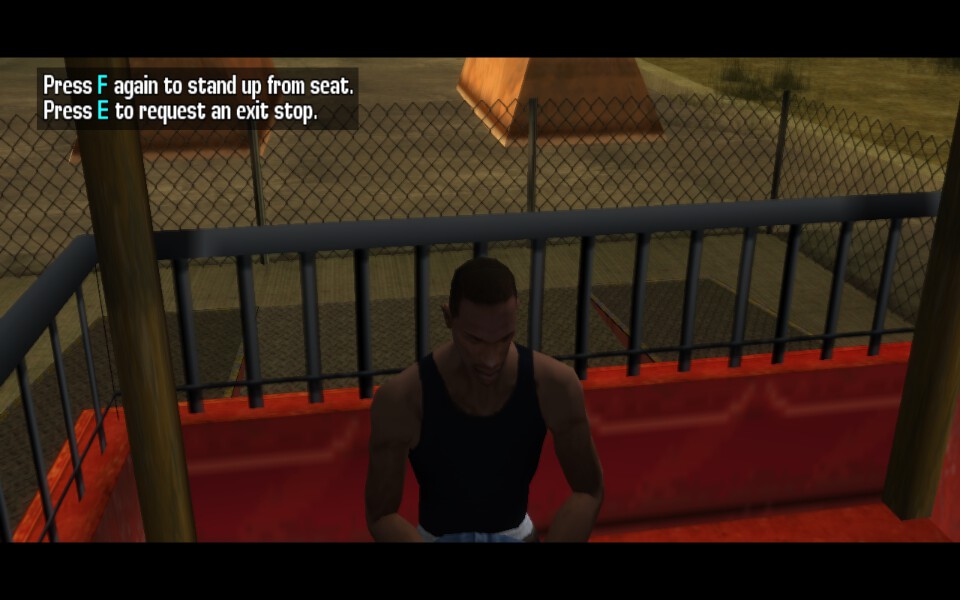 Press F again to stand up from seat.
Press E to request an exit stop.